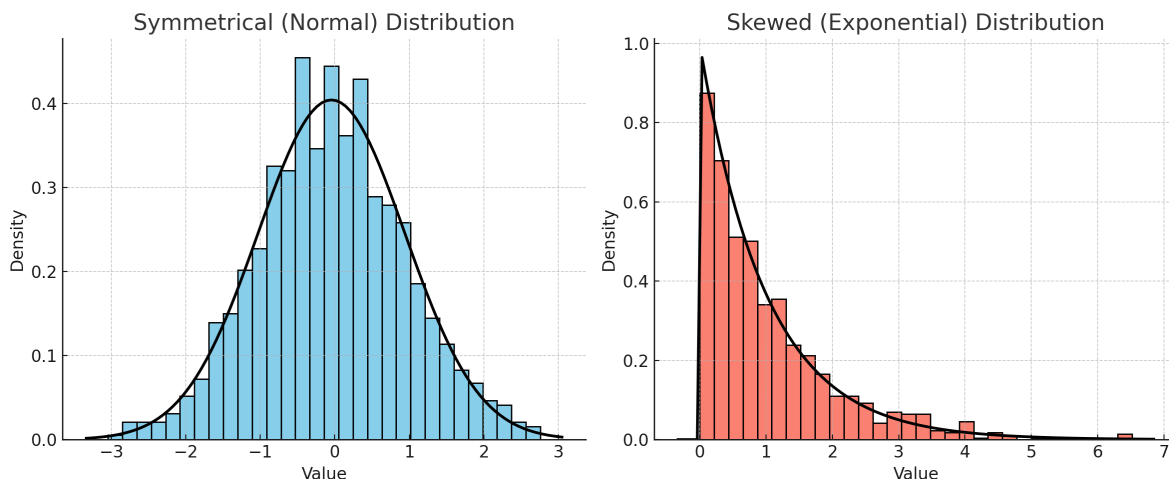 Symmetrical (Normal) Distribution
0.4
0.3
0.2
0.1
0.0
Density
−3 −2 −1 0 1 2 3
Value
Skewed (Exponential) Distribution
1.0
0.8
0.6
0.4
0.2
0.0
Density
0 1 2 3 4 5 6 7
Value